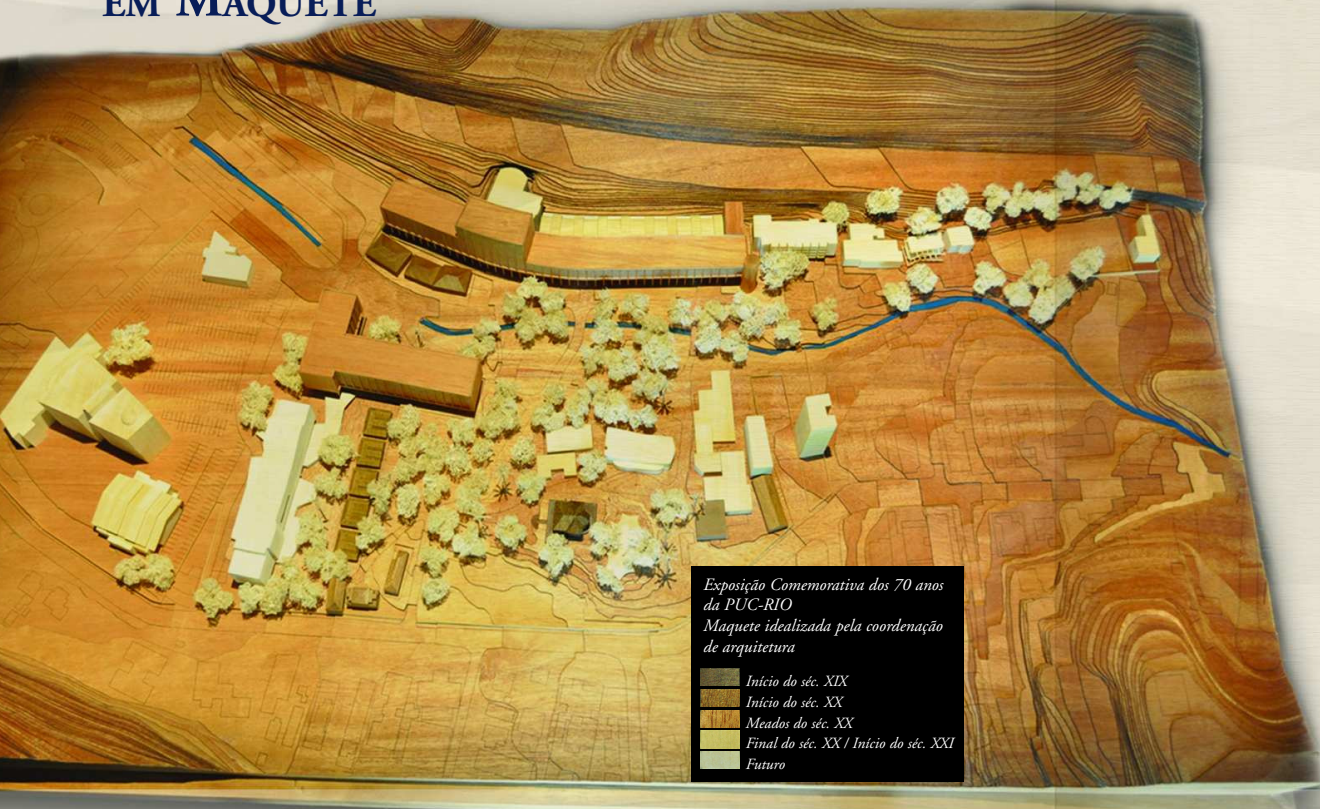 EM MAQUETE
Exposição Comemorativa dos 70 anos
da PUC-RIO
Maquete idealizada pela coordenação
de arquitetura
Início do séc. XIX
Início do séc. XX
Meados do séc. XX
Final do séc. XX / Início do séc. XXI
Futuro